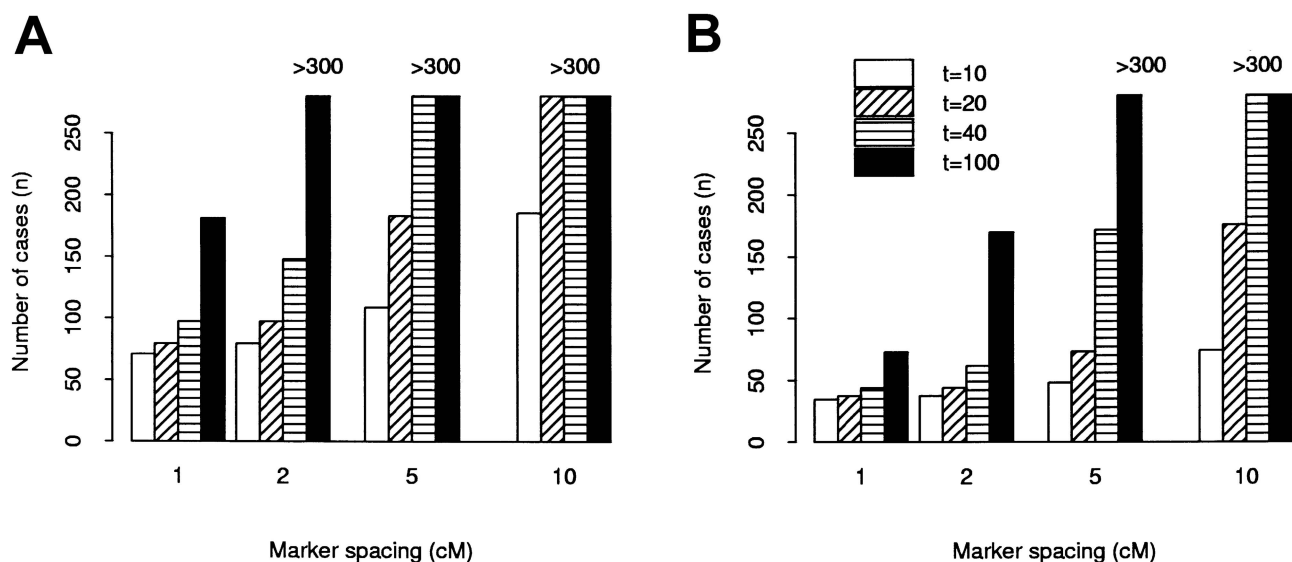 A
>300 >300 >300
Number of cases (n)
0 50 100 150 200 250
1 2 5 10
Marker spacing (cM)
B
>300 >300
t=10
t=20
t=40
t=100
Number of cases (n)
0 50 100 150 200 250
1 2 5 10
Marker spacing (cM)